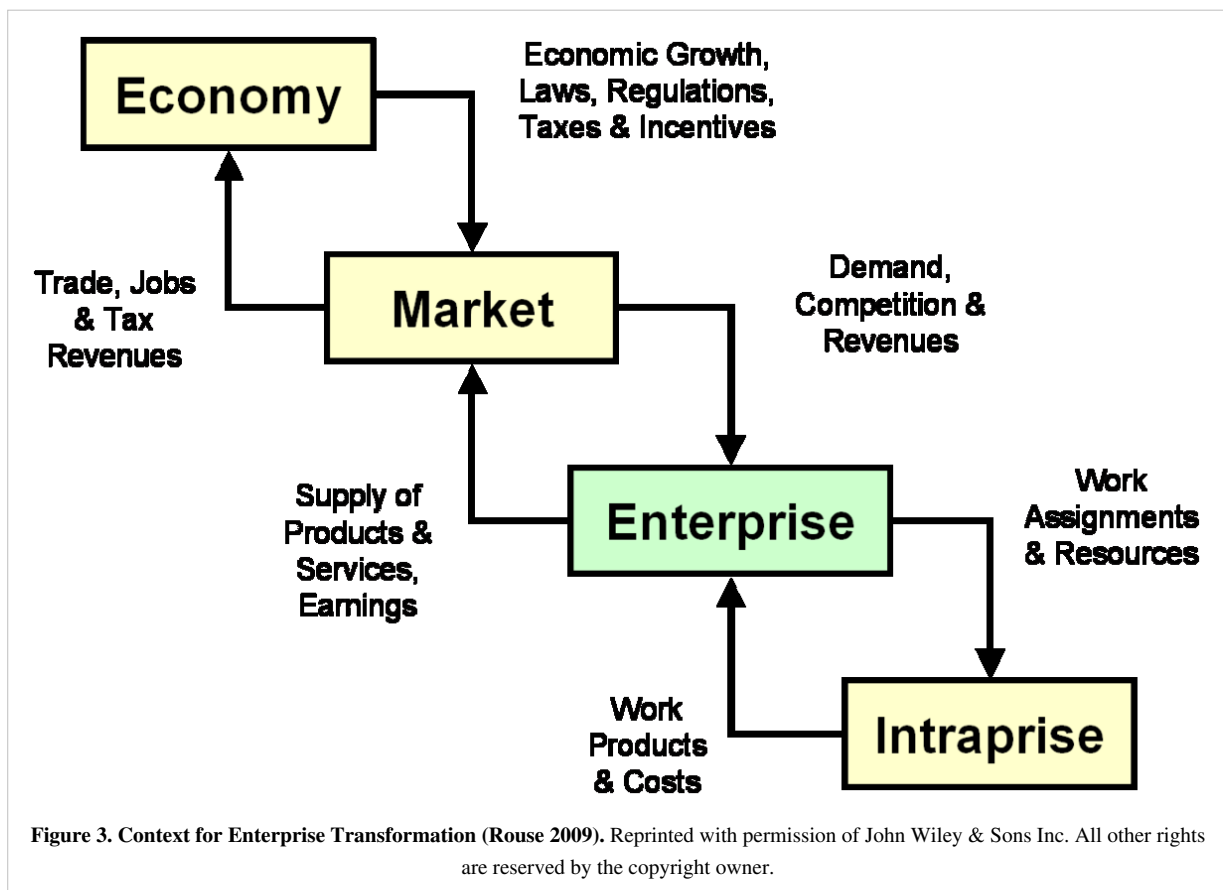 Economy
Economic Growth,
Laws, Regulations,
Taxes & Incentives
Trade, Jobs
& Tax
Revenues
Market
Demand,
Competition &
Revenues
Supply of
Products &
Services,
Earnings
Enterprise
Work
Assignments
& Resources
Work
Products
& Costs
Intraprise
Figure 3. Context for Enterprise Transformation (Rouse 2009). Reprinted with permission of John Wiley & Sons Inc. All other rights
are reserved by the copyright owner.